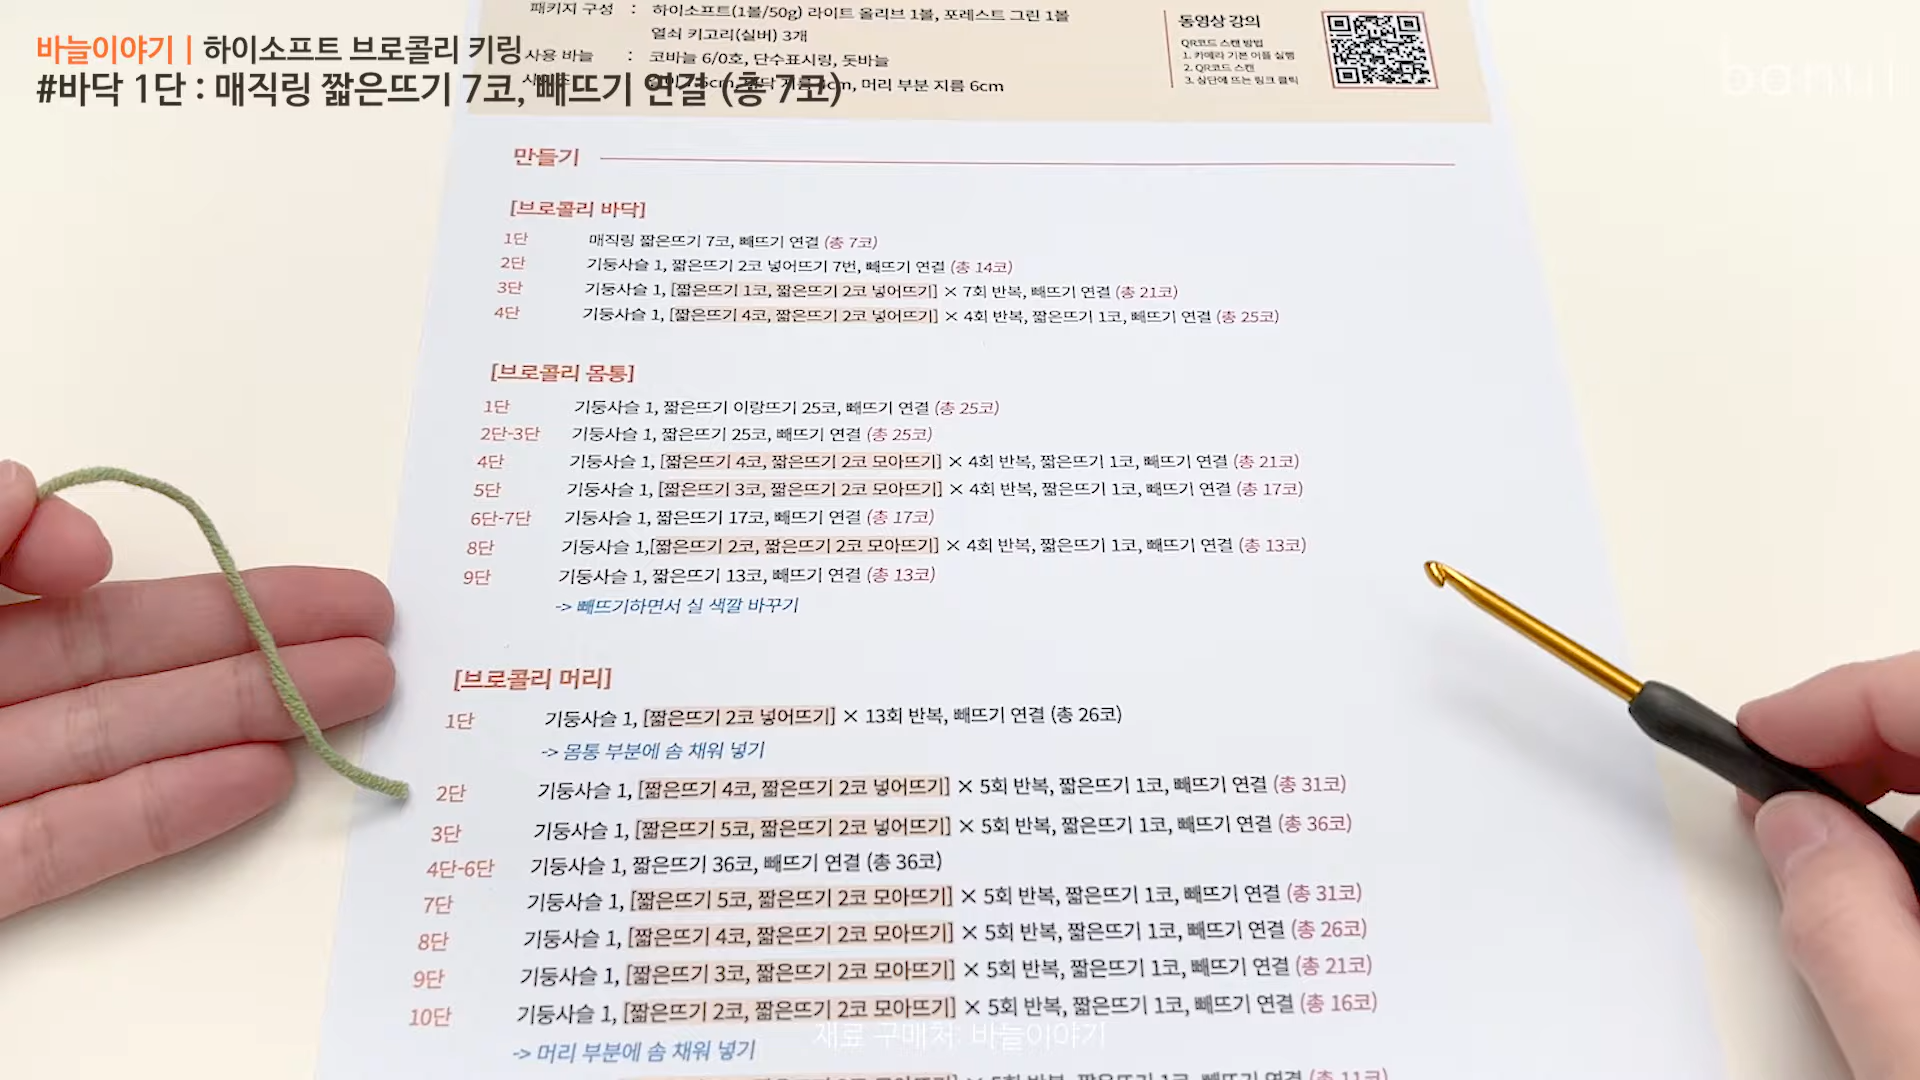 바늘이야기 | 하이소프트 브로콜리 키링
#바닥 1단 : 매직링 짧은뜨기 7코, 빼뜨기 연결 (총 7코)
패키지 구성 : 하이소프트(1볼/50g) 라이트 올리브 1볼, 포레스트 그린 1볼
열쇠 키고리(실버) 3개
사용 바늘 : 코바늘 6/0호, 단수표시링, 돗바늘
머리 부분 지름 6cm
동영상 강의
QR코드 스캔 방법
1. 카메라 기본 어플 실행
2. QR코드 스캔
3. 상단에 뜨는 링크 클릭
만들기
[브로콜리 바닥]
1단 매직링 짧은뜨기 7코, 빼뜨기 연결 (총 7코)
2단 기둥사슬 1, 짧은뜨기 2코 넣어뜨기 7번, 빼뜨기 연결 (총 14코)
3단 기둥사슬 1, [짧은뜨기 1코, 짧은뜨기 2코 넣어뜨기] × 7회 반복, 빼뜨기 연결 (총 21코)
4단 기둥사슬 1, [짧은뜨기 4코, 짧은뜨기 2코 넣어뜨기] × 4회 반복, 짧은뜨기 1코, 빼뜨기 연결 (총 25코)
[브로콜리 몸통]
1단 기둥사슬 1, 짧은뜨기 이랑뜨기 25코, 빼뜨기 연결 (총 25코)
2단-3단 기둥사슬 1, 짧은뜨기 25코, 빼뜨기 연결 (총 25코)
4단 기둥사슬 1, [짧은뜨기 4코, 짧은뜨기 2코 모아뜨기] × 4회 반복, 짧은뜨기 1코, 빼뜨기 연결 (총 21코)
5단 기둥사슬 1, [짧은뜨기 3코, 짧은뜨기 2코 모아뜨기] × 4회 반복, 짧은뜨기 1코, 빼뜨기 연결 (총 17코)
6단-7단 기둥사슬 1, 짧은뜨기 17코, 빼뜨기 연결 (총 17코)
8단 기둥사슬 1,[짧은뜨기 2코, 짧은뜨기 2코 모아뜨기] × 4회 반복, 짧은뜨기 1코, 빼뜨기 연결 (총 13코)
9단 기둥사슬 1, 짧은뜨기 13코, 빼뜨기 연결 (총 13코)
-> 빼뜨기하면서 실 색깔 바꾸기
[브로콜리 머리]
1단 기둥사슬 1, [짧은뜨기 2코 넣어뜨기] × 13회 반복, 빼뜨기 연결 (총 26코)
-> 몸통 부분에 솜 채워 넣기
2단 기둥사슬 1, [짧은뜨기 4코, 짧은뜨기 2코 넣어뜨기] × 5회 반복, 짧은뜨기 1코, 빼뜨기 연결 (총 31코)
3단 기둥사슬 1, [짧은뜨기 5코, 짧은뜨기 2코 넣어뜨기] × 5회 반복, 짧은뜨기 1코, 빼뜨기 연결 (총 36코)
4단-6단 기둥사슬 1, 짧은뜨기 36코, 빼뜨기 연결 (총 36코)
7단 기둥사슬 1, [짧은뜨기 5코, 짧은뜨기 2코 모아뜨기] × 5회 반복, 짧은뜨기 1코, 빼뜨기 연결 (총 31코)
8단 기둥사슬 1, [짧은뜨기 4코, 짧은뜨기 2코 모아뜨기] × 5회 반복, 짧은뜨기 1코, 빼뜨기 연결 (총 26코)
9단 기둥사슬 1, [짧은뜨기 3코, 짧은뜨기 2코 모아뜨기] × 5회 반복, 짧은뜨기 1코, 빼뜨기 연결 (총 21코)
10단 기둥사슬 1, [짧은뜨기 2코, 짧은뜨기 2코 모아뜨기] × 5회 반복, 짧은뜨기 1코, 빼뜨기 연결 (총 16코)
재료 구매처: 바늘이야기
-> 머리 부분에 솜 채워 넣기